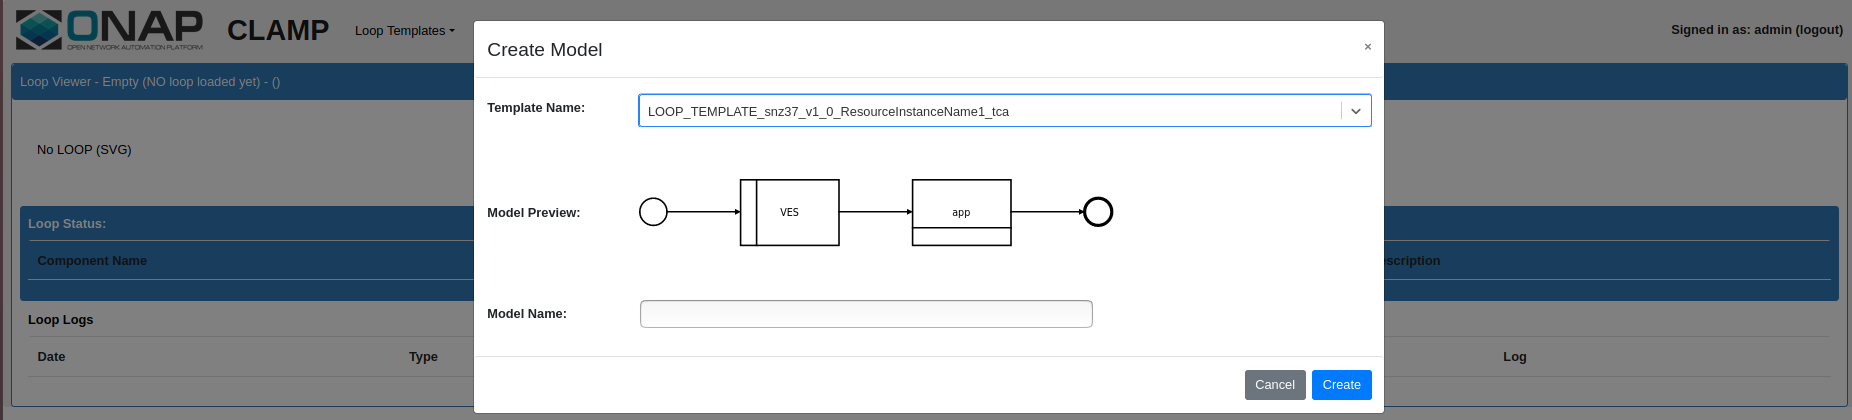 ONAP
OPEN NETWORK AUTOMATION PLATFORM
CLAMP
Loop Templates
Signed in as: admin (logout)
Loop Viewer - Empty (NO loop loaded yet) - ()
No LOOP (SVG)
Loop Status:
Component Name
scription
Loop Logs
Date
Type
Log
Create Model
×
Template Name:
LOOP_TEMPLATE_snz37_v1_0_ResourceInstanceName1_tca
Model Preview:
VES
app
Model Name:
Cancel
Create